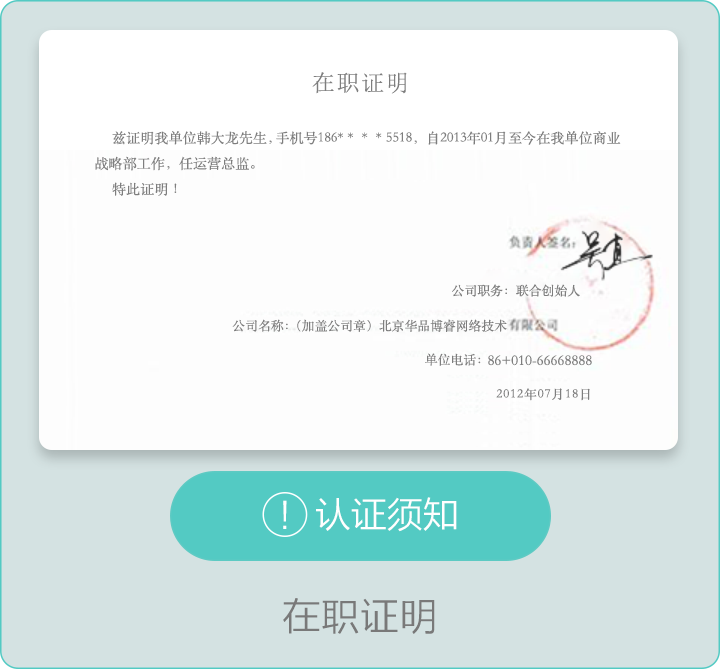 在职证明
兹证明我单位韩大龙先生,手机号186* * * * 5518，自2013年01月至今在我单位商业
战略部工作，任运营总监。
特此证明！
负责人签名：
公司职务：联合创始人
公司名称：（加盖公司章）北京华品博睿网络技术有限公司
单位电话：86+010-66668888
2012年07月18日
! 认证须知
在职证明